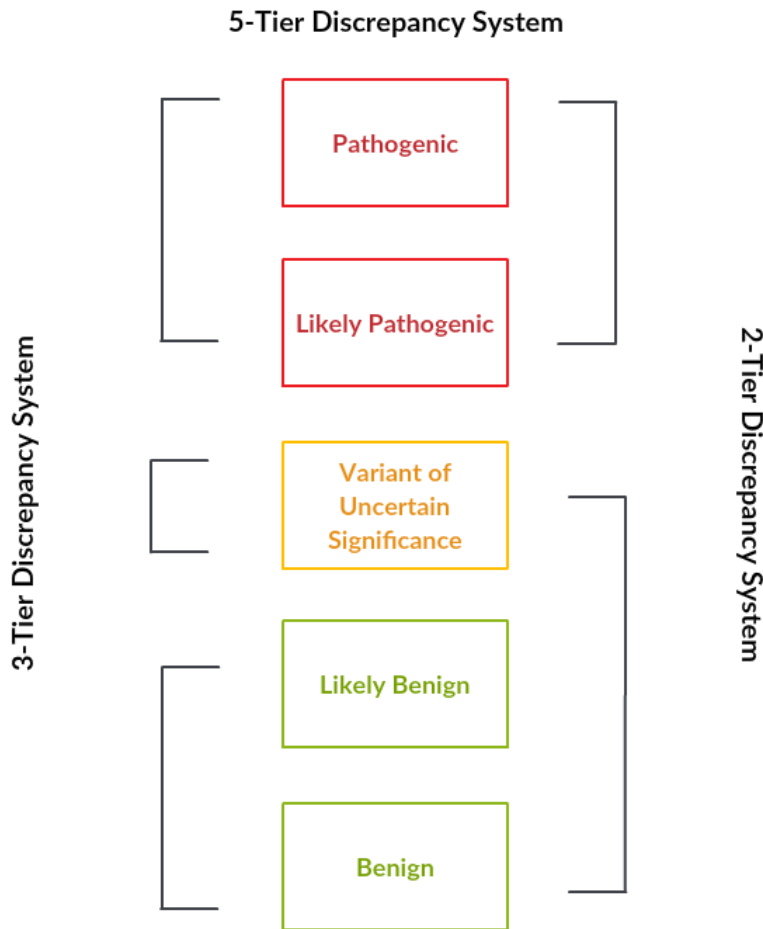 5-Tier Discrepancy System
Pathogenic
Likely Pathogenic
3-Tier Discrepancy System
2-Tier Discrepancy System
Variant of
Uncertain
Significance
Likely Benign
Benign